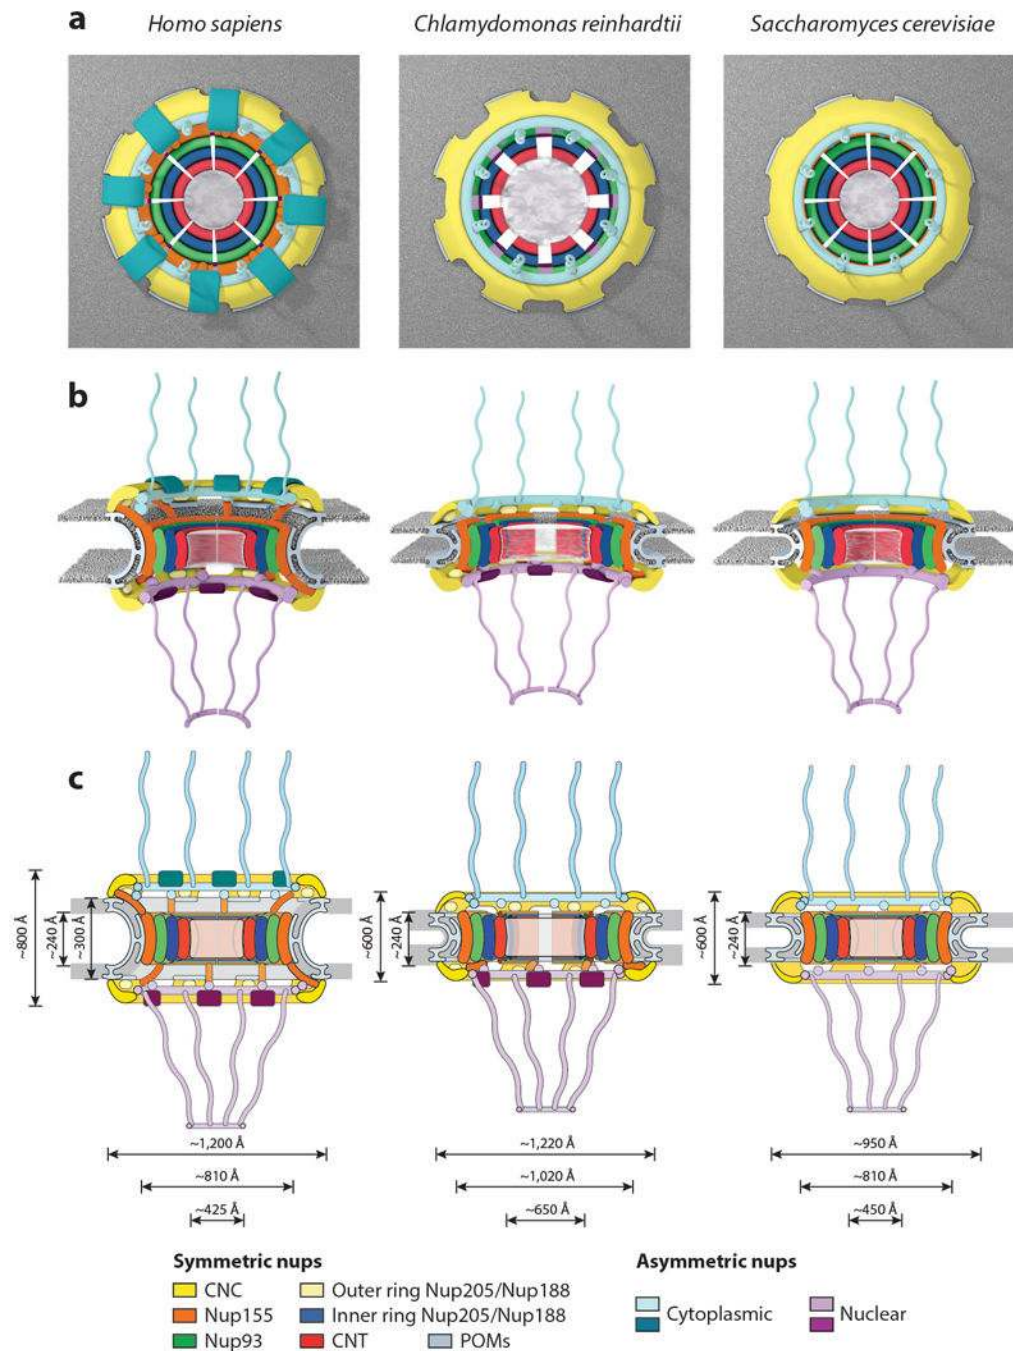 a
Homo sapiens
Chlamydomonas reinhardtii
Saccharomyces cerevisiae
b
c
~800 Å
~240 Å
~300 Å
~600 Å
~240 Å
~600 Å
~240 Å
~1,200 Å
~1,220 Å
~950 Å
~810 Å
~1,020 Å
~810 Å
~425 Å
~650 Å
~450 Å
Symmetric nups
CNC
Outer ring Nup205/Nup188
Nup155
Inner ring Nup205/Nup188
Nup93
CNT
POMs
Asymmetric nups
Cytoplasmic
Nuclear